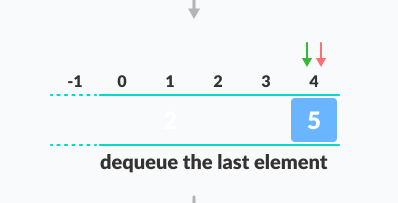 -1 0 1 2 3 4
2 5
dequeue the last element